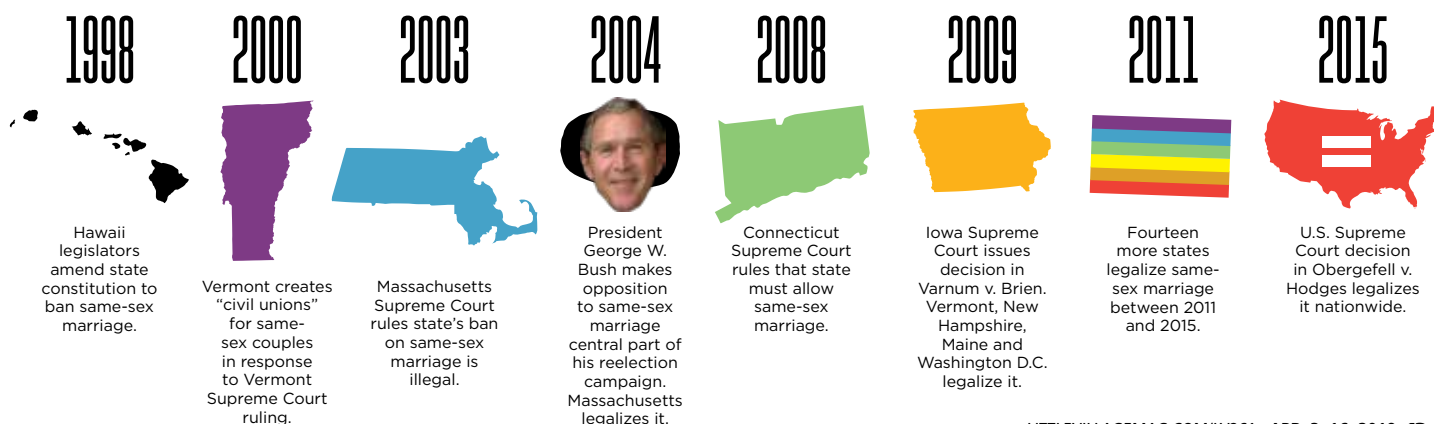 1998
Hawaii
legislators
amend state
constitution to
ban same-sex
marriage.
2000
Vermont creates
“civil unions”
for same-
sex couples
in response
to Vermont
Supreme Court
ruling.
2003
Massachusetts
Supreme Court
rules state’s ban
on same-sex
marriage is
illegal.
2004
President
George W.
Bush makes
opposition
to same-sex
marriage
central part of
his reelection
campaign.
Massachusetts
legalizes it.
2008
Connecticut
Supreme Court
rules that state
must allow
same-sex
marriage.
2009
Iowa Supreme
Court issues
decision in
Varnum v. Brien.
Vermont, New
Hampshire,
Maine and
Washington D.C.
legalize it.
2011
Fourteen
more states
legalize same-
sex marriage
between 2011
and 2015.
2015
U.S. Supreme
Court decision
in Obergefell v.
Hodges legalizes
it nationwide.